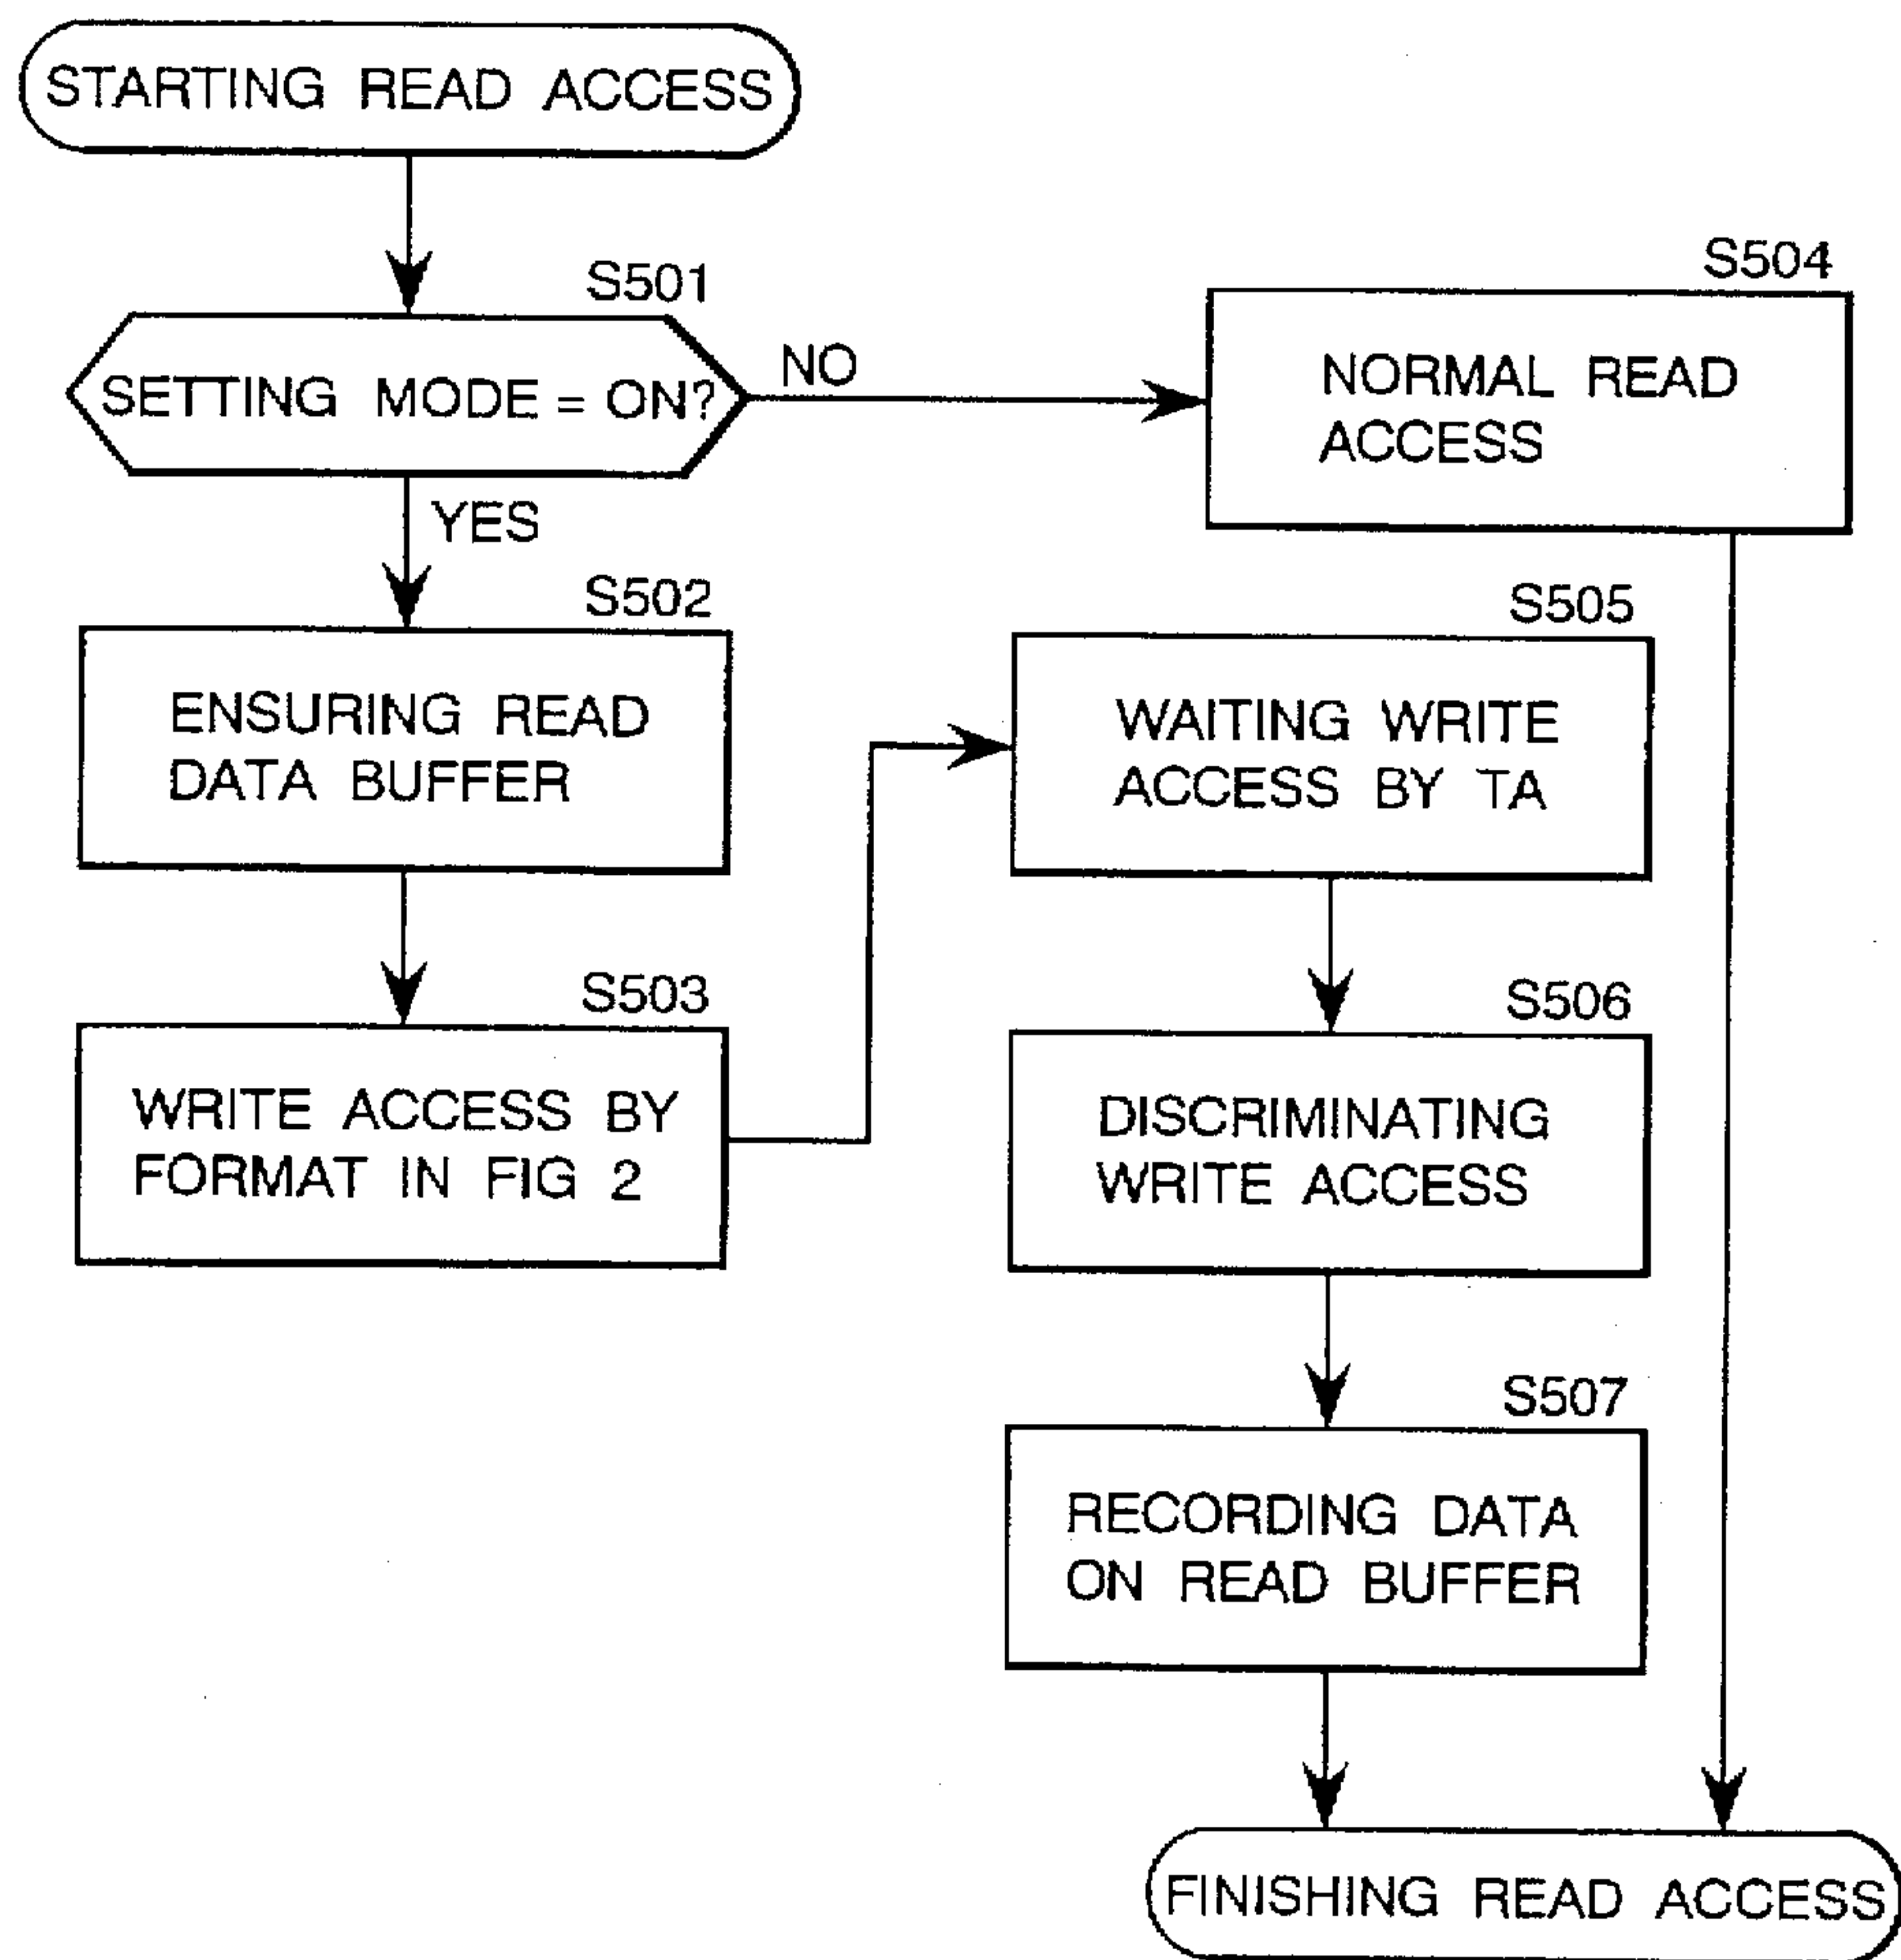 STARTING READ ACCESS
S501
SETTING MODE = ON?
NO
YES
S502
ENSURING READ
DATA BUFFER
S503
WRITE ACCESS BY
FORMAT IN FIG 2
S504
NORMAL READ
ACCESS
S505
WAITING WRITE
ACCESS BY TA
S506
DISCRIMINATING
WRITE ACCESS
S507
RECORDING DATA
ON READ BUFFER
FINISHING READ ACCESS